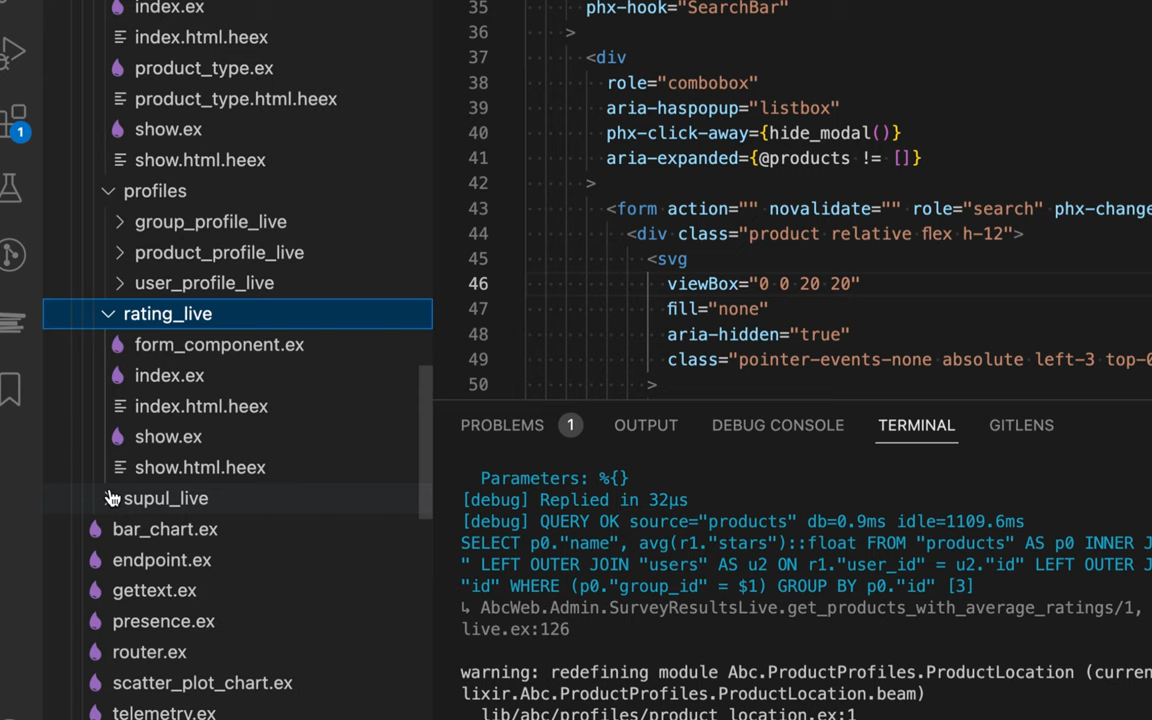 index.ex
index.html.heex
product_type.ex
product_type.html.heex
show.ex
show.html.heex
profiles
group_profile_live
product_profile_live
user_profile_live
rating_live
form_component.ex
index.ex
index.html.heex
show.ex
show.html.heex
supul_live
bar_chart.ex
endpoint.ex
gettext.ex
presence.ex
router.ex
scatter_plot_chart.ex
telemetry.ex
1
35 phx-hook="SearchBar"
36 >
37 <div
38 role="combobox"
39 aria-haspopup="listbox"
40 phx-click-away={hide_modal()}
41 aria-expanded={@products != []}
42 >
43 <form action="" novalidate="" role="search" phx-change
44 <div class="product relative flex h-12">
45 <svg
46 viewBox="0 0 20 20"
47 fill="none"
48 aria-hidden="true"
49 class="pointer-events-none absolute left-3 top-0
50 >
PROBLEMS 1 OUTPUT DEBUG CONSOLE TERMINAL GITLENS
Parameters: %{}
[debug] Replied in 32µs
[debug] QUERY OK source="products" db=0.9ms idle=1109.6ms
SELECT p0."name", avg(r1."stars")::float FROM "products" AS p0 INNER J
" LEFT OUTER JOIN "users" AS u2 ON r1."user_id" = u2."id" LEFT OUTER J
"id" WHERE (p0."group_id" = $1) GROUP BY p0."id" [3]
↳ AbcWeb.Admin.SurveyResultsLive.get_products_with_average_ratings/1,
live.ex:126
warning: redefining module Abc.ProductProfiles.ProductLocation (curren
lixir.Abc.ProductProfiles.ProductLocation.beam)
lib/abc/profiles/product_location.ex:1